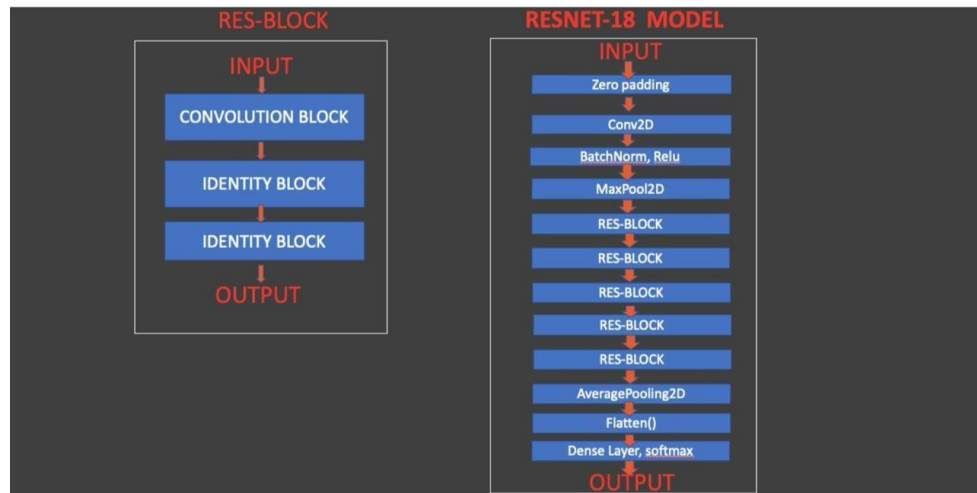 RES-BLOCK
INPUT
CONVOLUTION BLOCK
IDENTITY BLOCK
IDENTITY BLOCK
OUTPUT
RESNET-18 MODEL
INPUT
Zero padding
Conv2D
BatchNorm, Relu
MaxPool2D
RES-BLOCK
RES-BLOCK
RES-BLOCK
RES-BLOCK
RES-BLOCK
AveragePooling2D
Flatten()
Dense Layer, softmax
OUTPUT